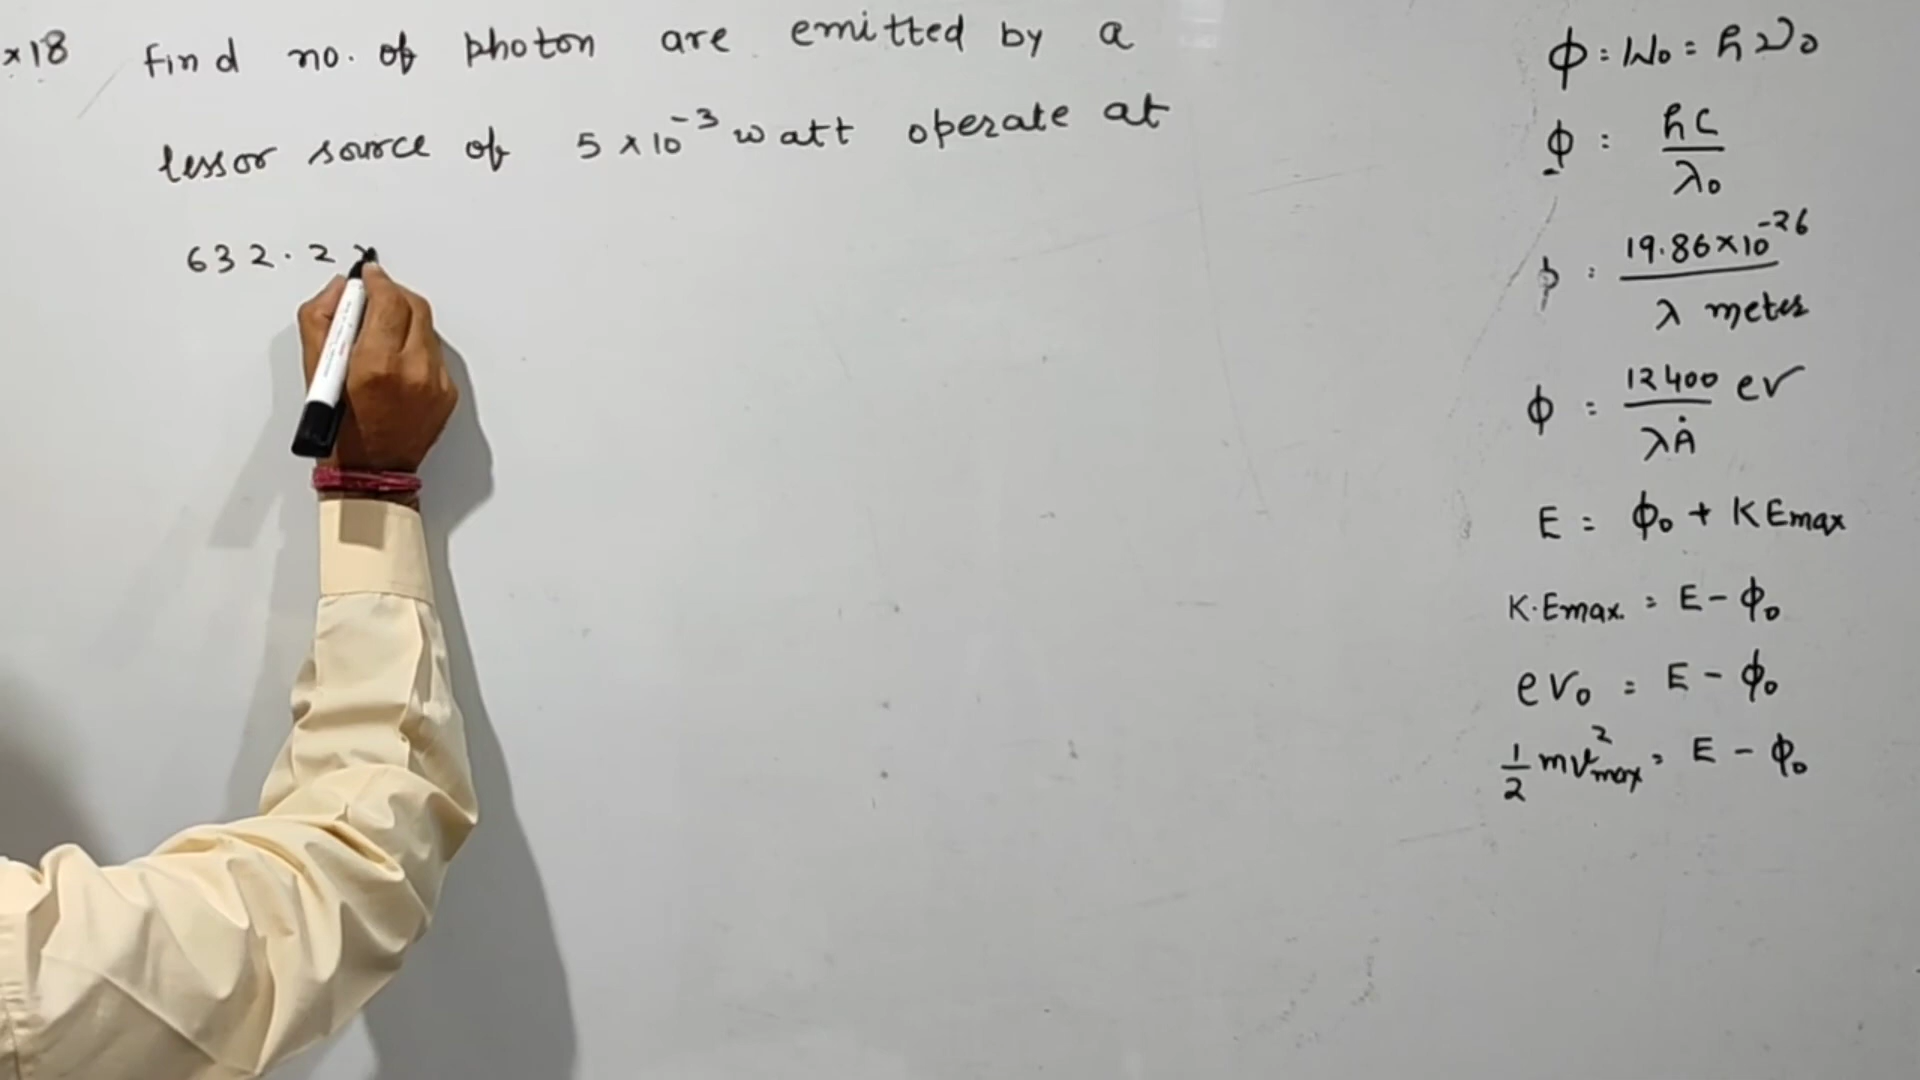 ×18 Find no. of photon are emitted by a
lessor source of 5 × 10⁻³ watt operate at
632.2 ×
ϕ = W₀ = hν₀
ϕ = hc / λ₀
ϕ = 19.86×10⁻²⁶ / λ meter
ϕ = 12400 / λÅ ev
E = ϕ₀ + KEmax
K.Emax. = E - ϕ₀
ev₀ = E - ϕ₀
1/2 mv²max = E - ϕ₀